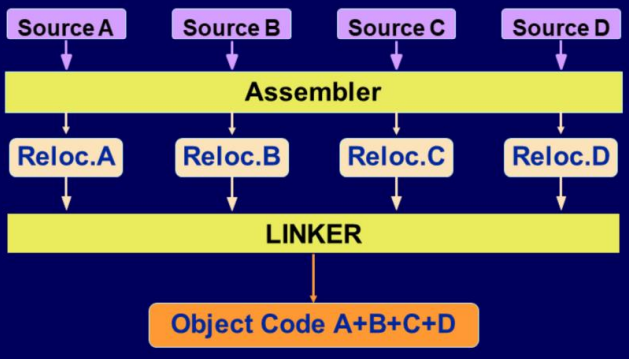 Source A
Source B
Source C
Source D
Assembler
Reloc.A
Reloc.B
Reloc.C
Reloc.D
LINKER
Object Code A+B+C+D